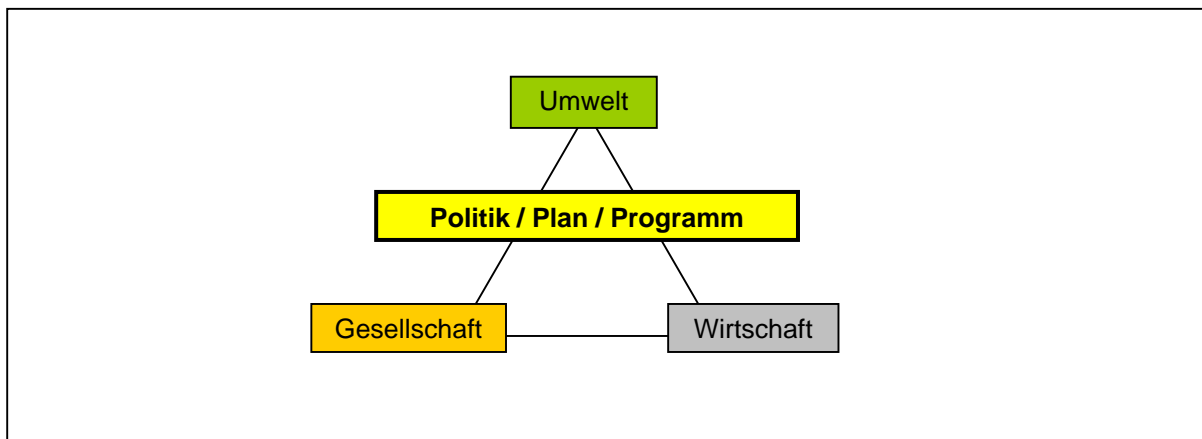 Umwelt
Politik / Plan / Programm
Gesellschaft
Wirtschaft